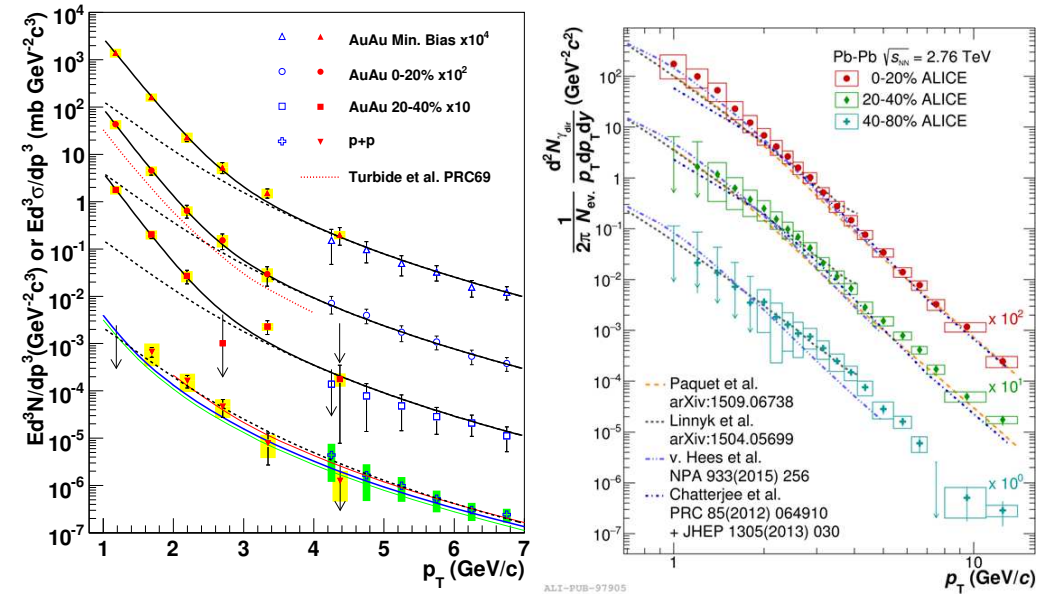 Ed³N/dp³(GeV⁻²c³) or Ed³σ/dp³ (mb GeV⁻²c³)
10⁴
10³
10²
10
1
10⁻¹
10⁻²
10⁻³
10⁻⁴
10⁻⁵
10⁻⁶
10⁻⁷
AuAu Min. Bias x10⁴
AuAu 0-20% x10²
AuAu 20-40% x10
p+p
Turbide et al. PRC69
1 2 3 4 5 6 7
p_T (GeV/c)
1/2π 1/N_ev. d²N_γdir/p_T dp_T dy (GeV⁻²c²)
10²
10
1
10⁻¹
10⁻²
10⁻³
10⁻⁴
10⁻⁵
10⁻⁶
10⁻⁷
Pb-Pb √s_NN = 2.76 TeV
0-20% ALICE
20-40% ALICE
40-80% ALICE
x 10²
x 10¹
x 10⁰
Paquet et al.
arXiv:1509.06738
Linnyk et al.
arXiv:1504.05699
v. Hees et al.
NPA 933(2015) 256
Chatterjee et al.
PRC 85(2012) 064910
+ JHEP 1305(2013) 030
1 10
p_T (GeV/c)
ALI-PUB-97905